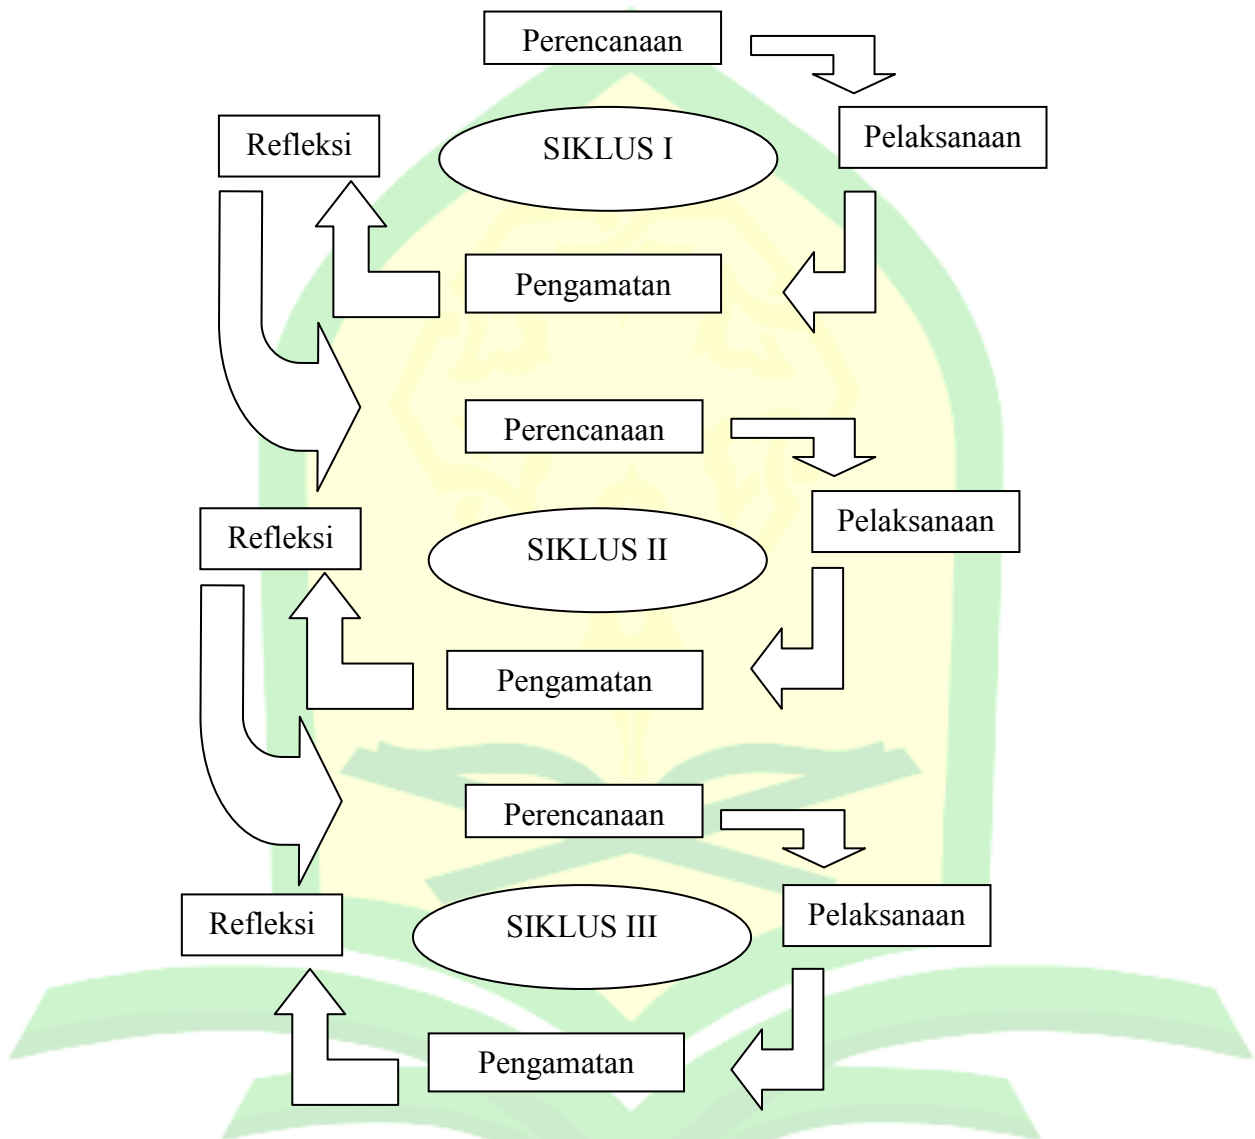 Perencanaan
Refleksi
SIKLUS I
Pelaksanaan
Pengamatan
Perencanaan
Refleksi
SIKLUS II
Pelaksanaan
Pengamatan
Perencanaan
Refleksi
SIKLUS III
Pelaksanaan
Pengamatan